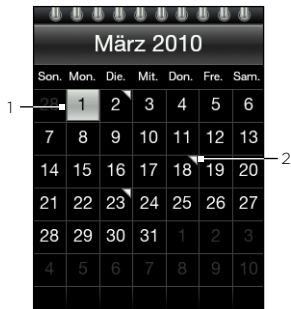 März 2010
Son. Mon. Die. Mit. Don. Fre. Sam.
28 1 2 3 4 5 6
7 8 9 10 11 12 13
14 15 16 17 18 19 20
21 22 23 24 25 26 27
28 29 30 31 1 2 3
4 5 6 7 8 9 10
1
2